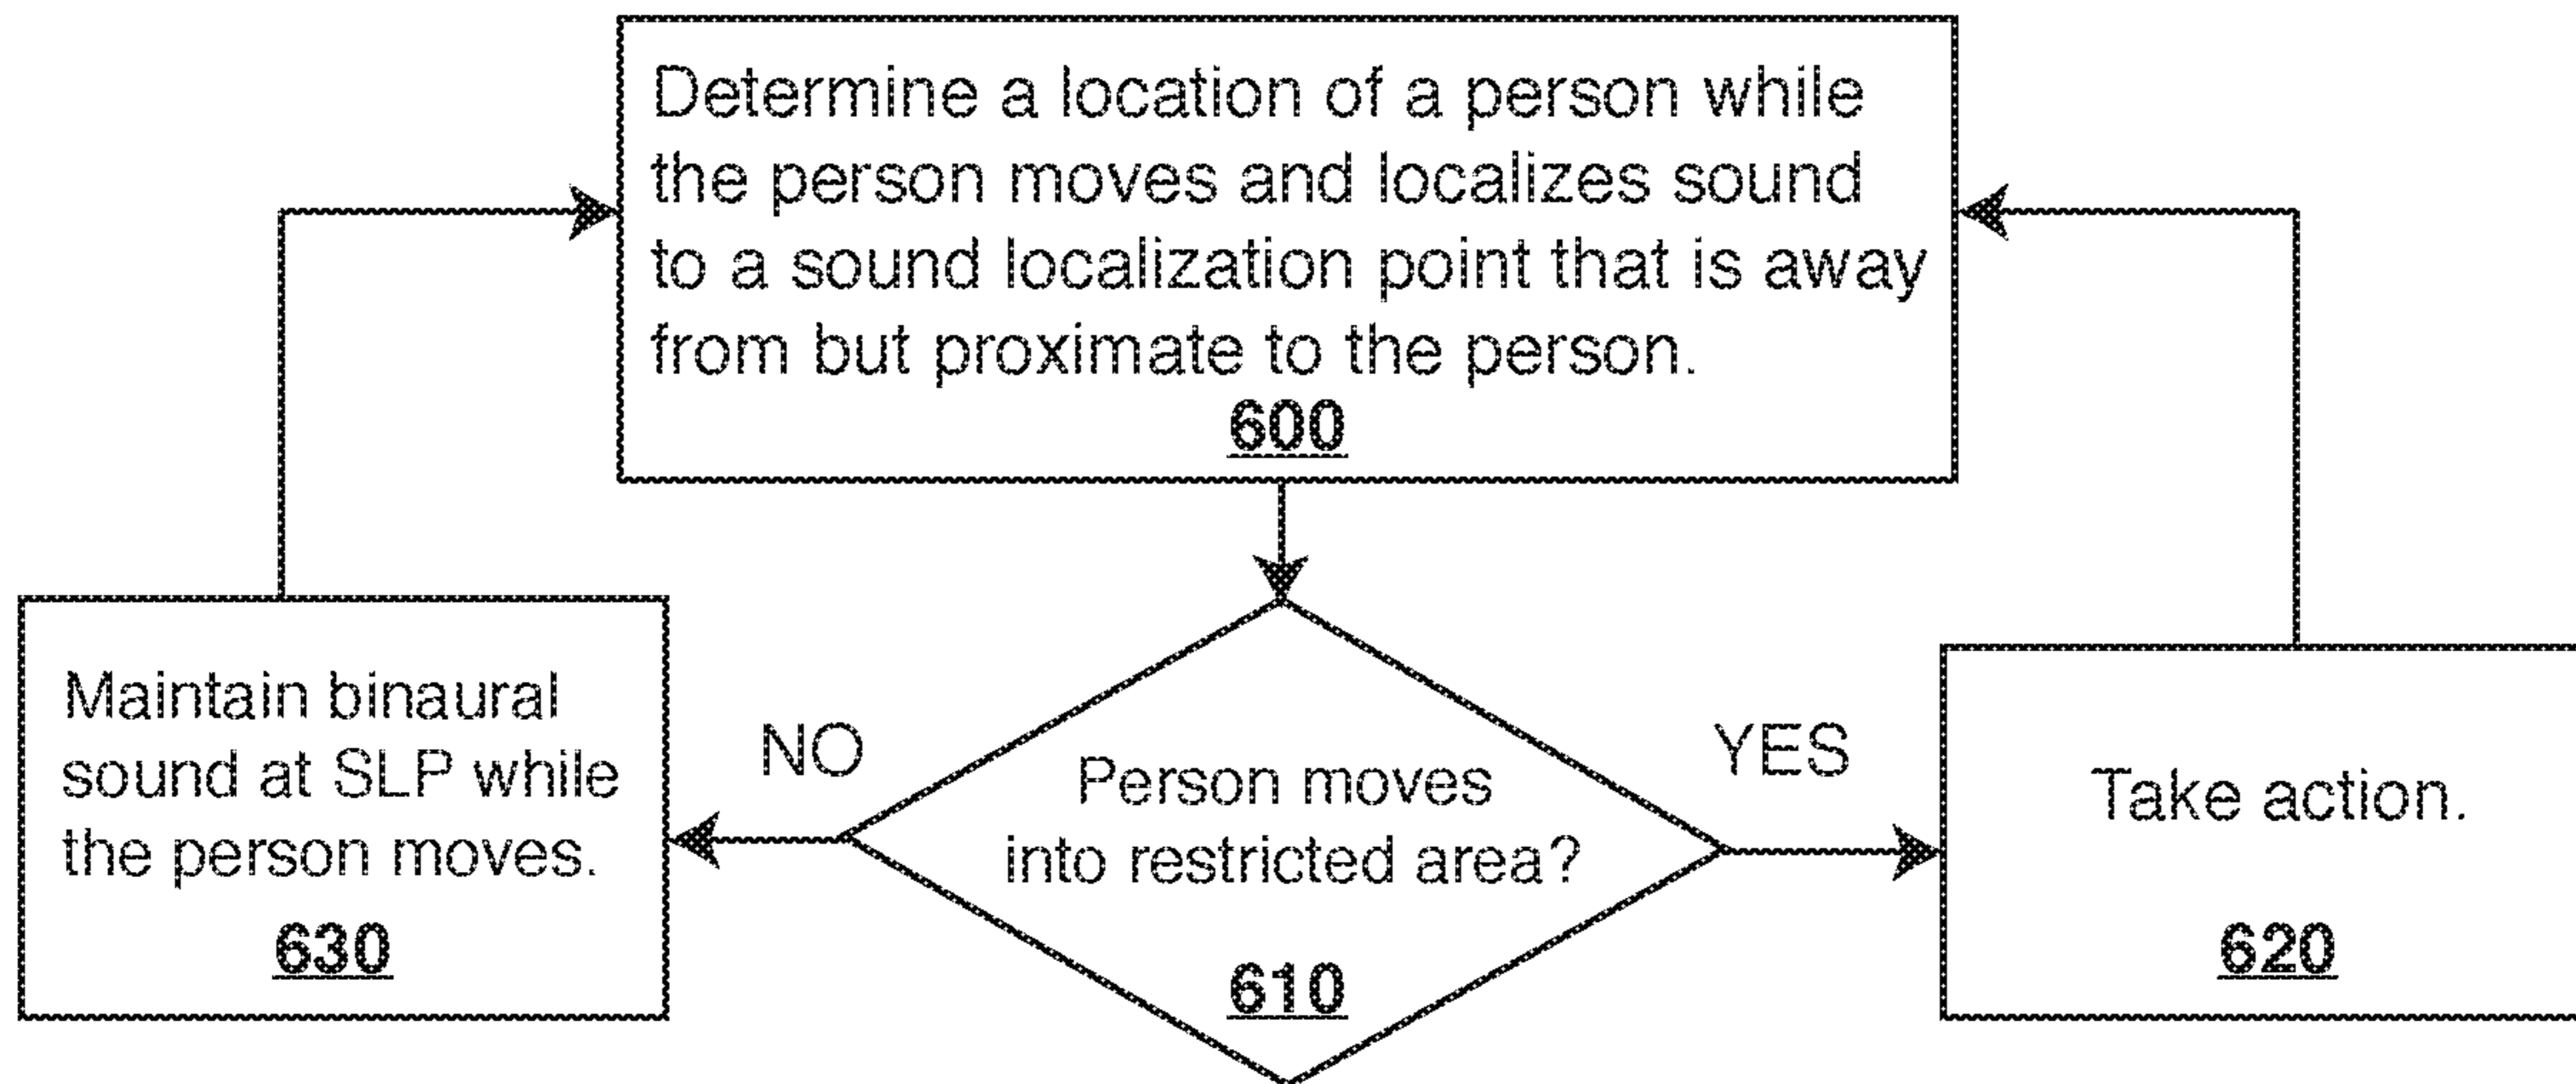 Determine a location of a person while
the person moves and localizes sound
to a sound localization point that is away
from but proximate to the person.
600
Maintain binaural
sound at SLP while
the person moves.
630
NO
Person moves
into restricted area?
610
YES
Take action.
620